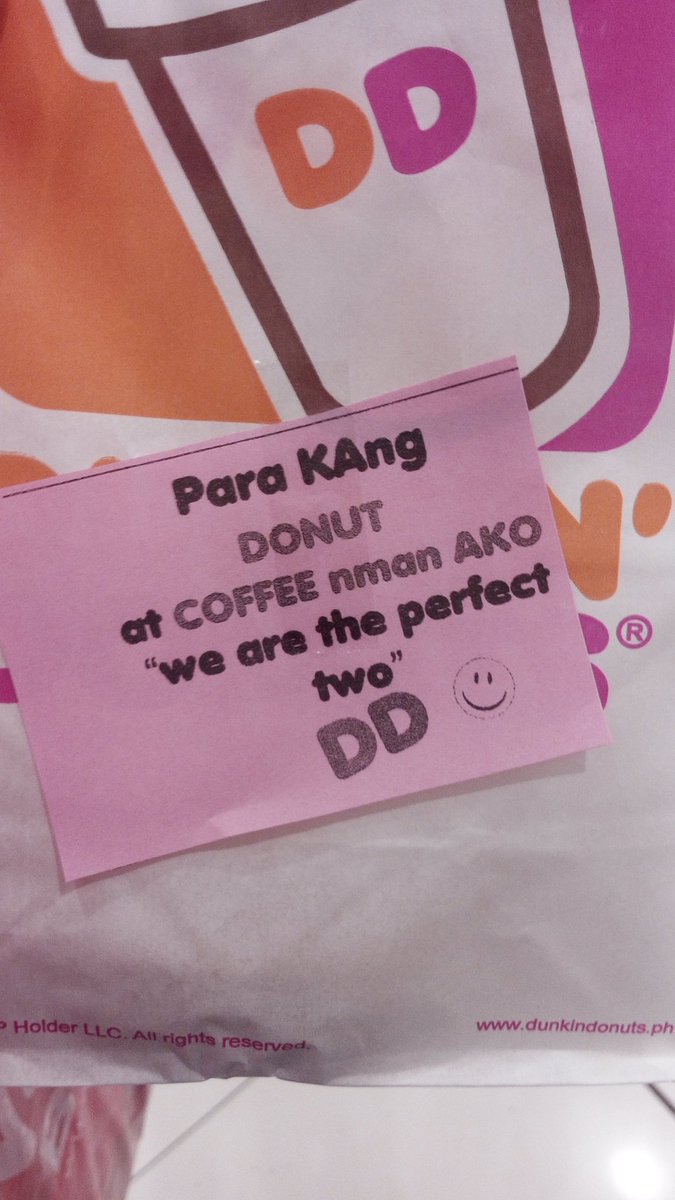 DD
Para KAng
DONUT
at COFFEE nman AKO
“we are the perfect
two”
DD
N'
®
P Holder LLC. All rights reserved.
www.dunkindonuts.ph